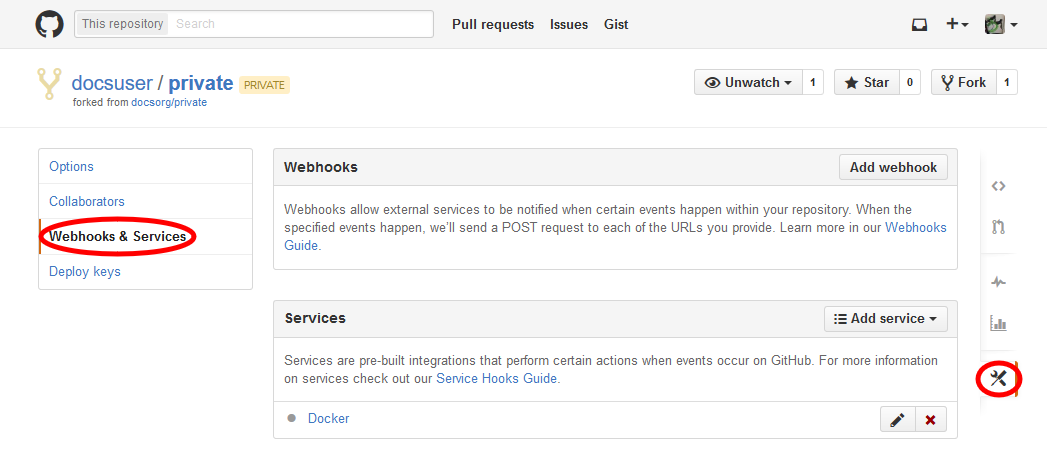 This repository Search Pull requests Issues Gist
docsuser / private PRIVATE
forked from docsorg/private
Unwatch 1 Star 0 Fork 1
Options
Collaborators
Webhooks & Services
Deploy keys
Webhooks Add webhook
Webhooks allow external services to be notified when certain events happen within your repository. When the
specified events happen, we'll send a POST request to each of the URLs you provide. Learn more in our Webhooks
Guide.
Services Add service
Services are pre-built integrations that perform certain actions when events occur on GitHub. For more information
on services check out our Service Hooks Guide.
Docker